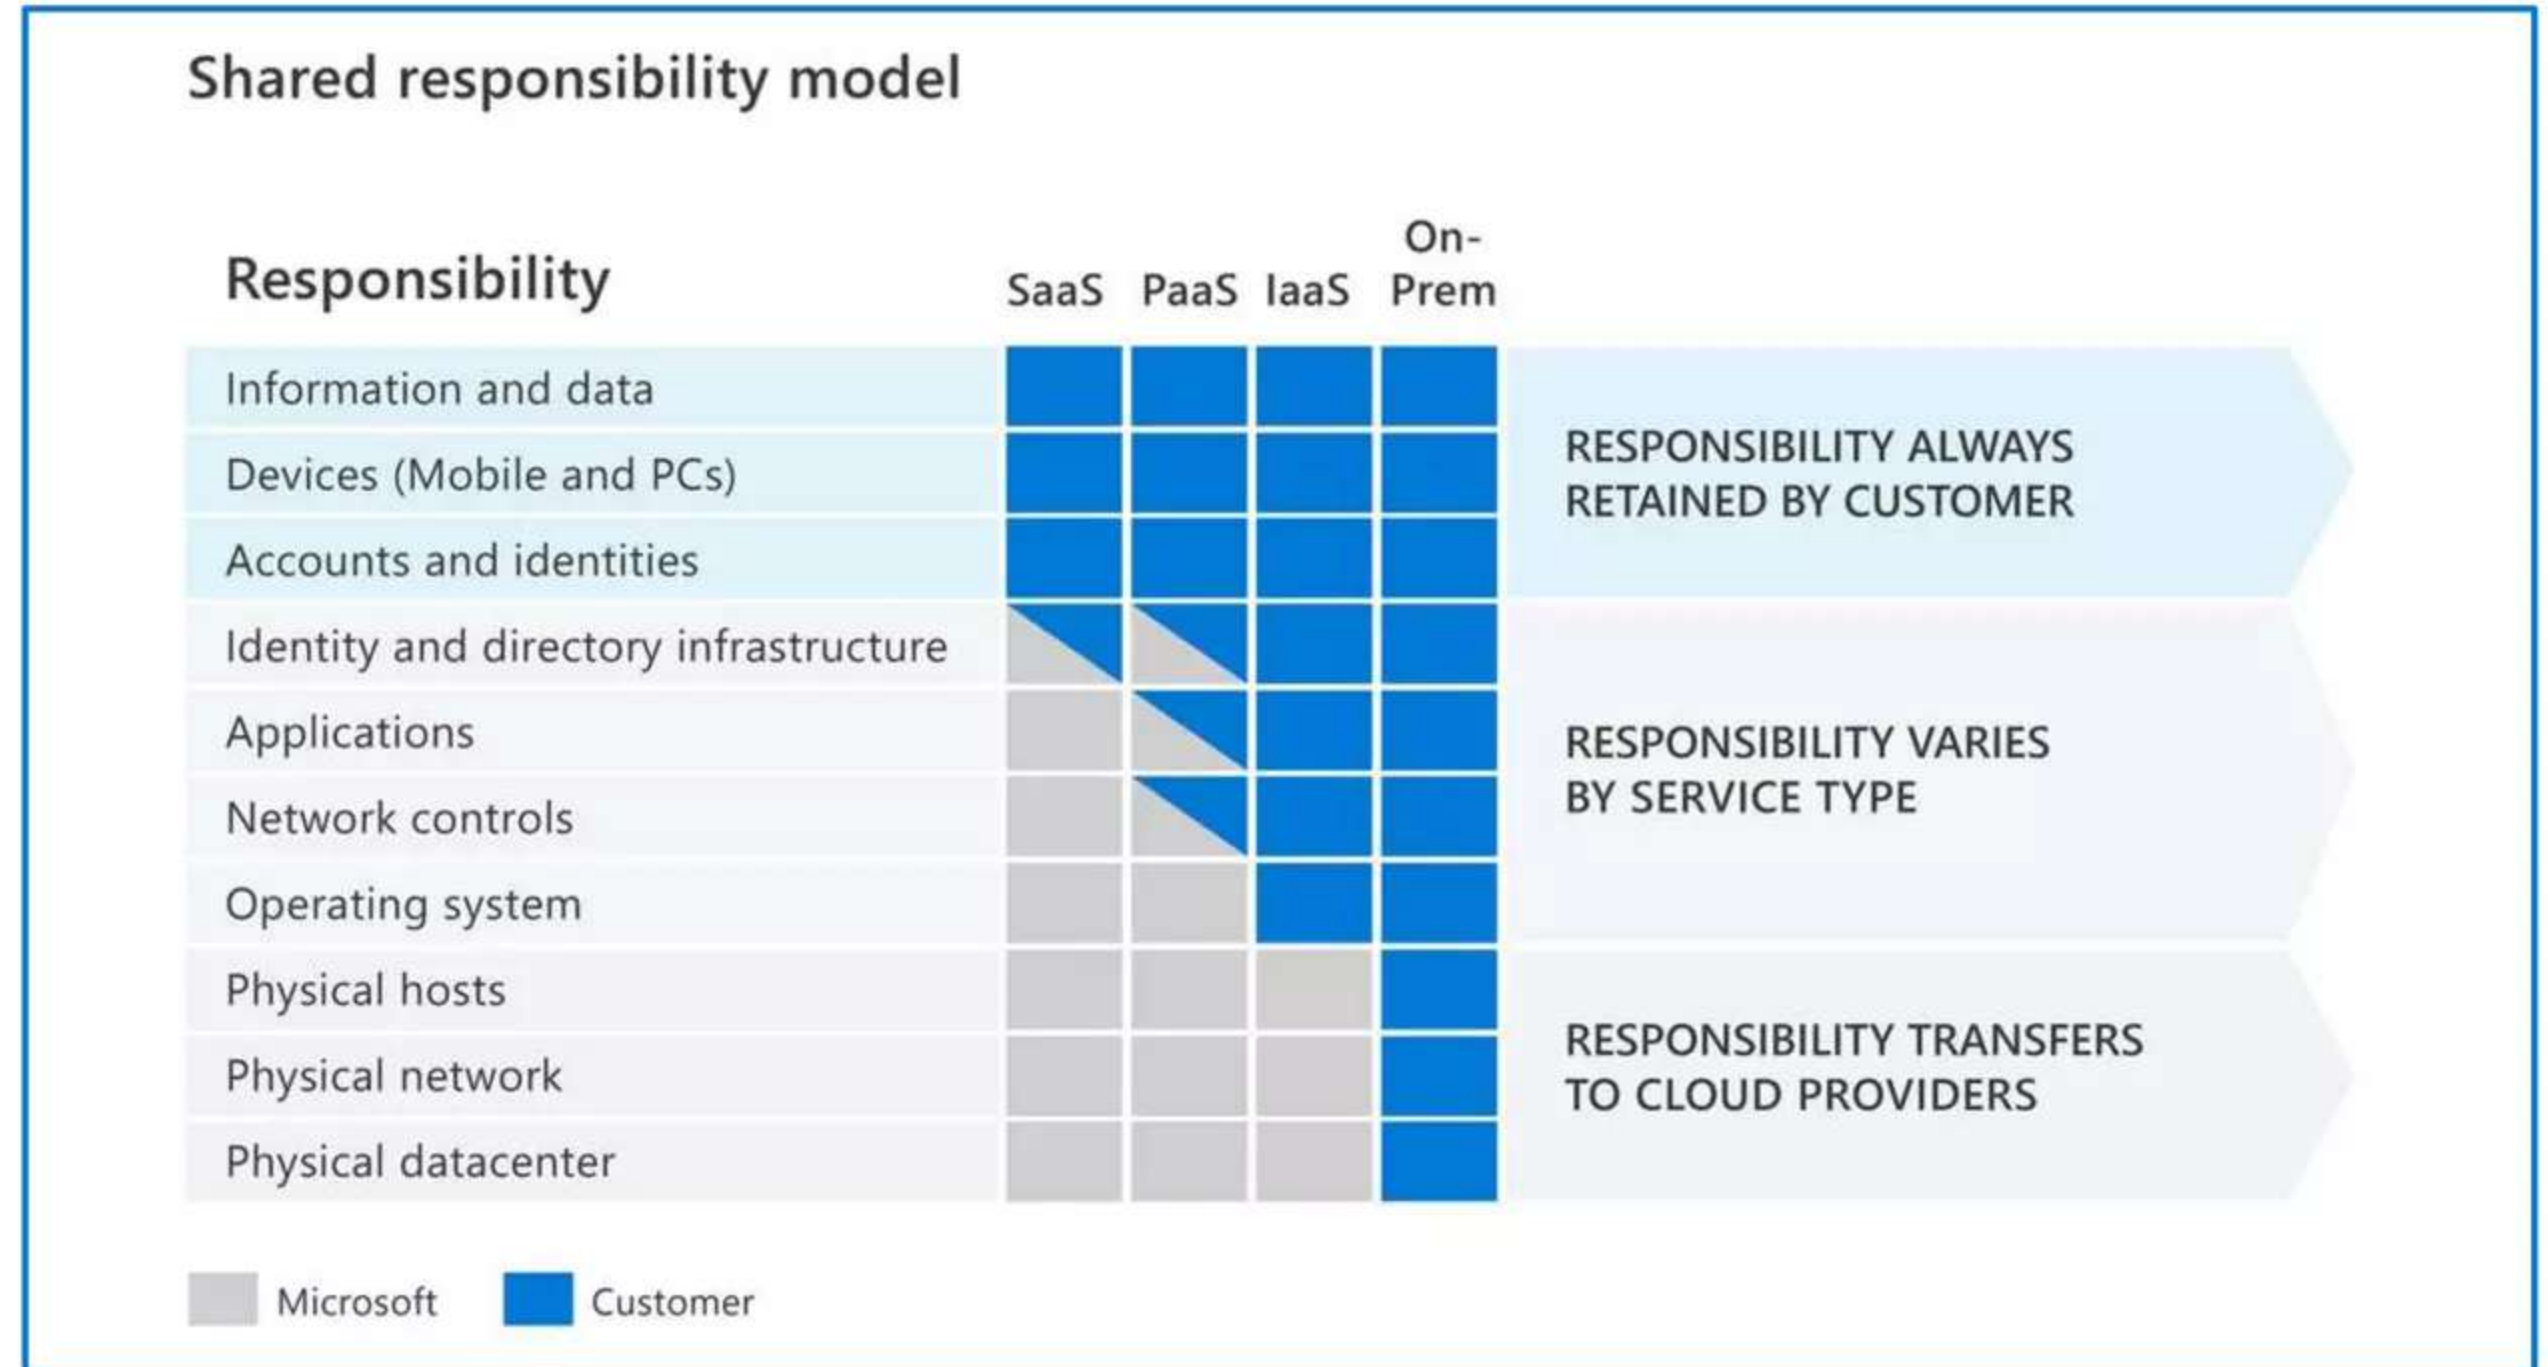 Shared responsibility model
Responsibility
SaaS PaaS IaaS On-
Prem
Information and data
Devices (Mobile and PCs)
Accounts and identities
RESPONSIBILITY ALWAYS
RETAINED BY CUSTOMER
Identity and directory infrastructure
Applications
Network controls
Operating system
RESPONSIBILITY VARIES
BY SERVICE TYPE
Physical hosts
Physical network
Physical datacenter
RESPONSIBILITY TRANSFERS
TO CLOUD PROVIDERS
Microsoft
Customer